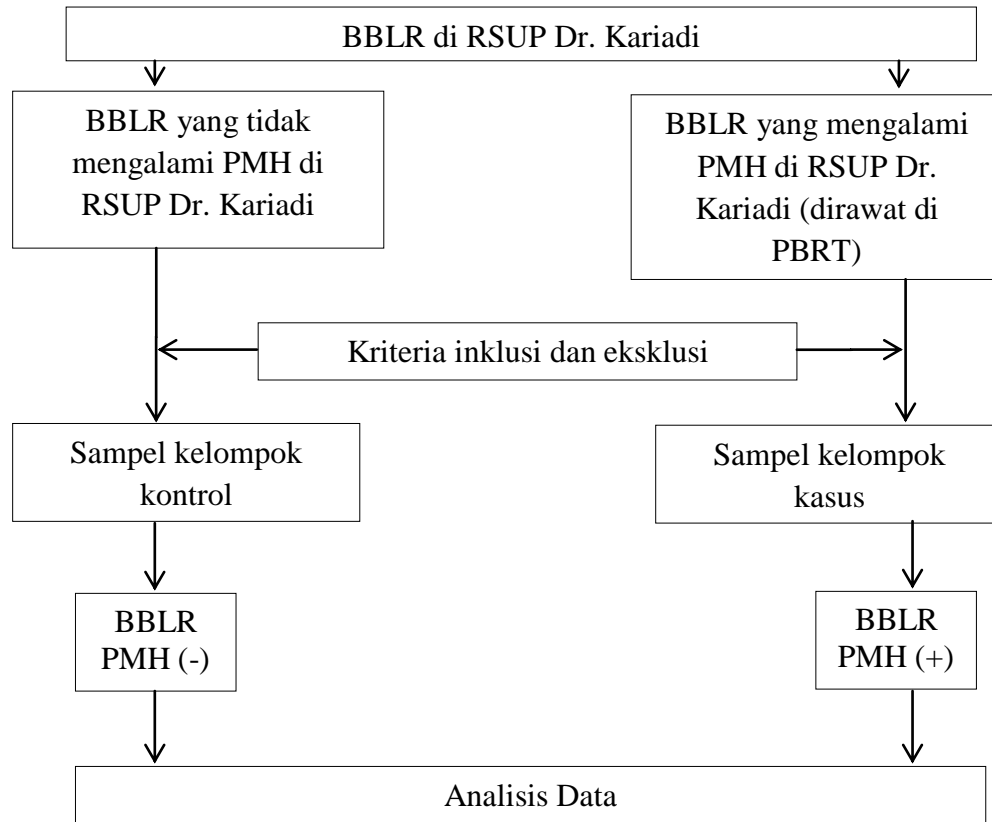 BBLR di RSUP Dr. Kariadi
BBLR yang tidak
mengalami PMH di
RSUP Dr. Kariadi
BBLR yang mengalami
PMH di RSUP Dr.
Kariadi (dirawat di
PBRT)
Kriteria inklusi dan eksklusi
Sampel kelompok
kontrol
Sampel kelompok
kasus
BBLR
PMH (-)
BBLR
PMH (+)
Analisis Data